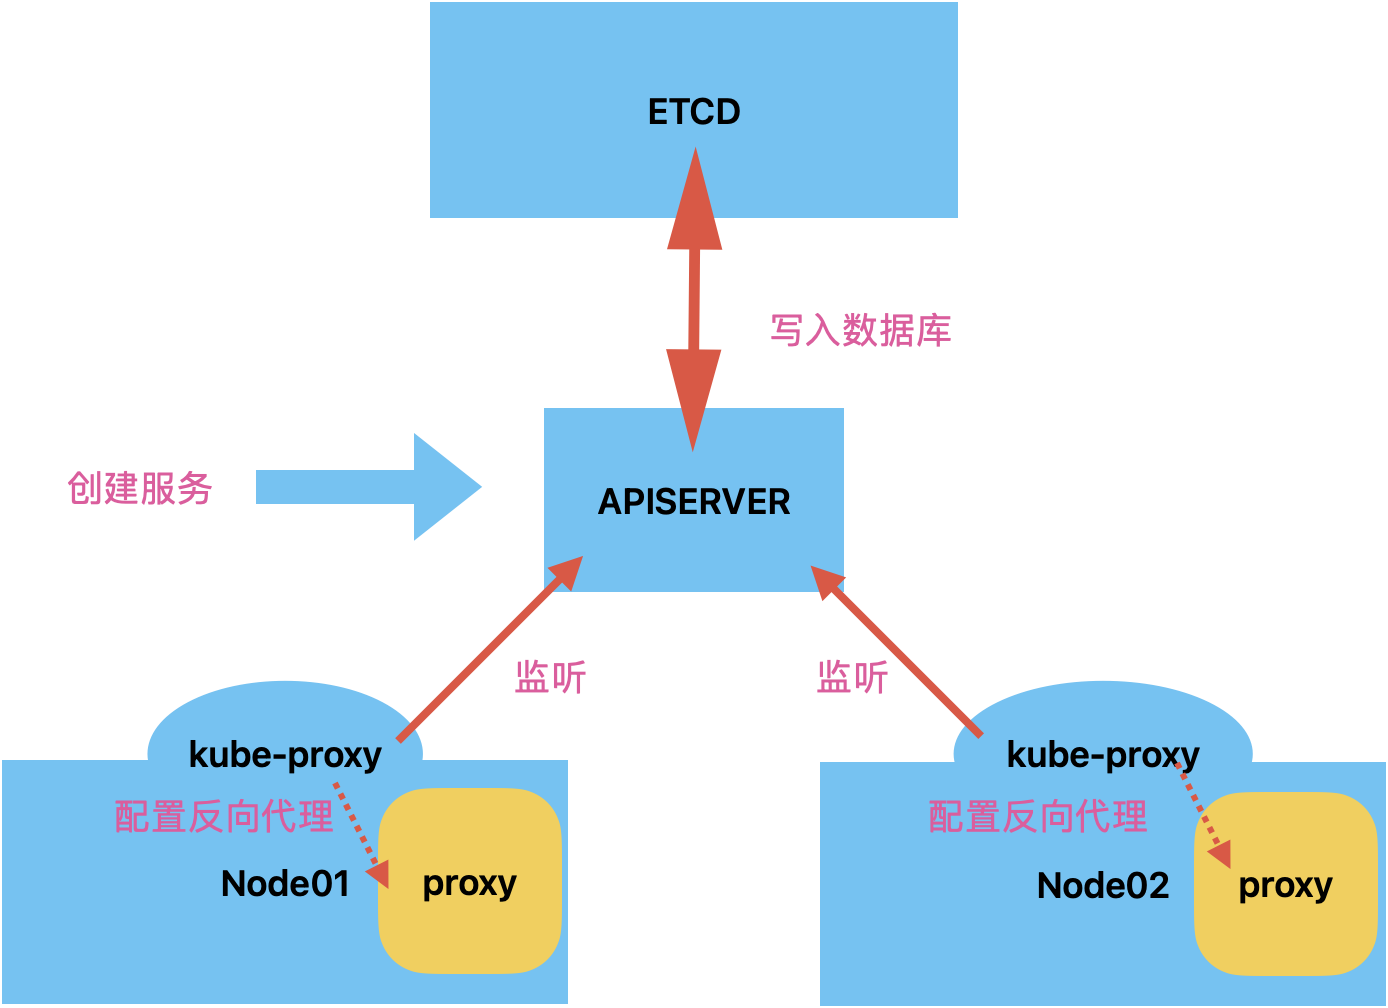 ETCD
写入数据库
创建服务
APISERVER
监听
监听
kube-proxy
配置反向代理
Node01
proxy
kube-proxy
配置反向代理
Node02
proxy